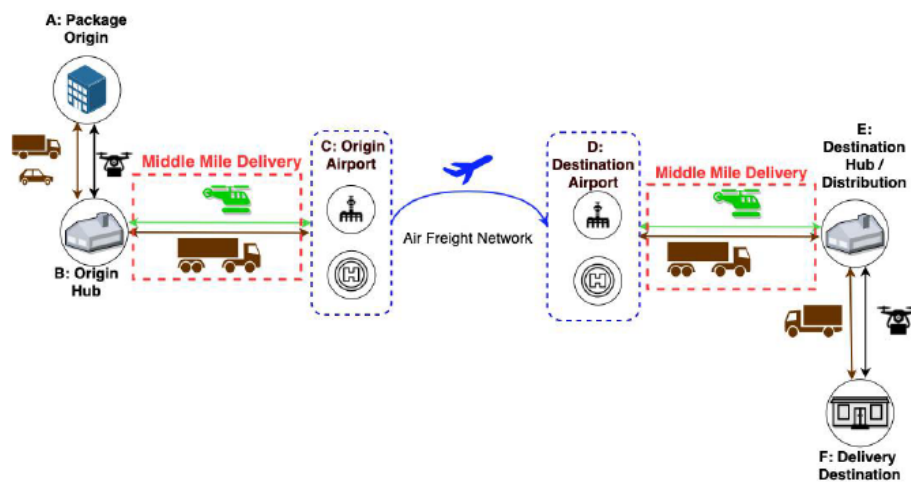 A: Package
Origin
Middle Mile Delivery
B: Origin
Hub
C: Origin
Airport
Air Freight Network
D:
Destination
Airport
Middle Mile Delivery
E:
Destination
Hub /
Distribution
F: Delivery
Destination